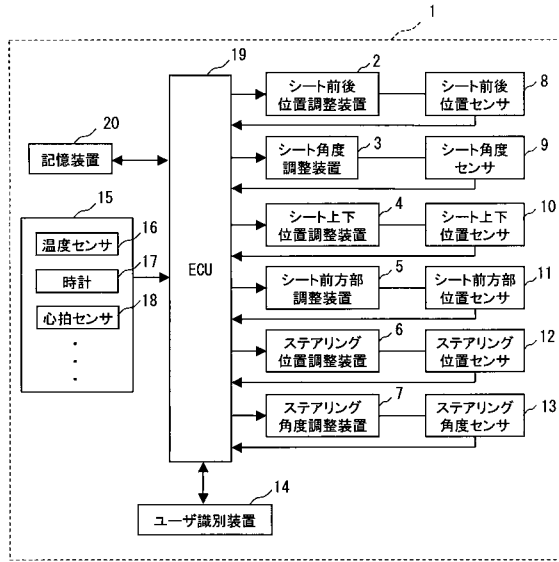 1
19
2
8
シート前後
位置調整装置
シート前後
位置センサ
20
記憶装置
3
9
シート角度
調整装置
シート角度
センサ
15
16
温度センサ
17
時計
18
心拍センサ
ECU
4
10
シート上下
位置調整装置
シート上下
位置センサ
5
11
シート前方部
調整装置
シート前方部
位置センサ
6
12
ステアリング
位置調整装置
ステアリング
位置センサ
7
13
ステアリング
角度調整装置
ステアリング
角度センサ
14
ユーザ識別装置